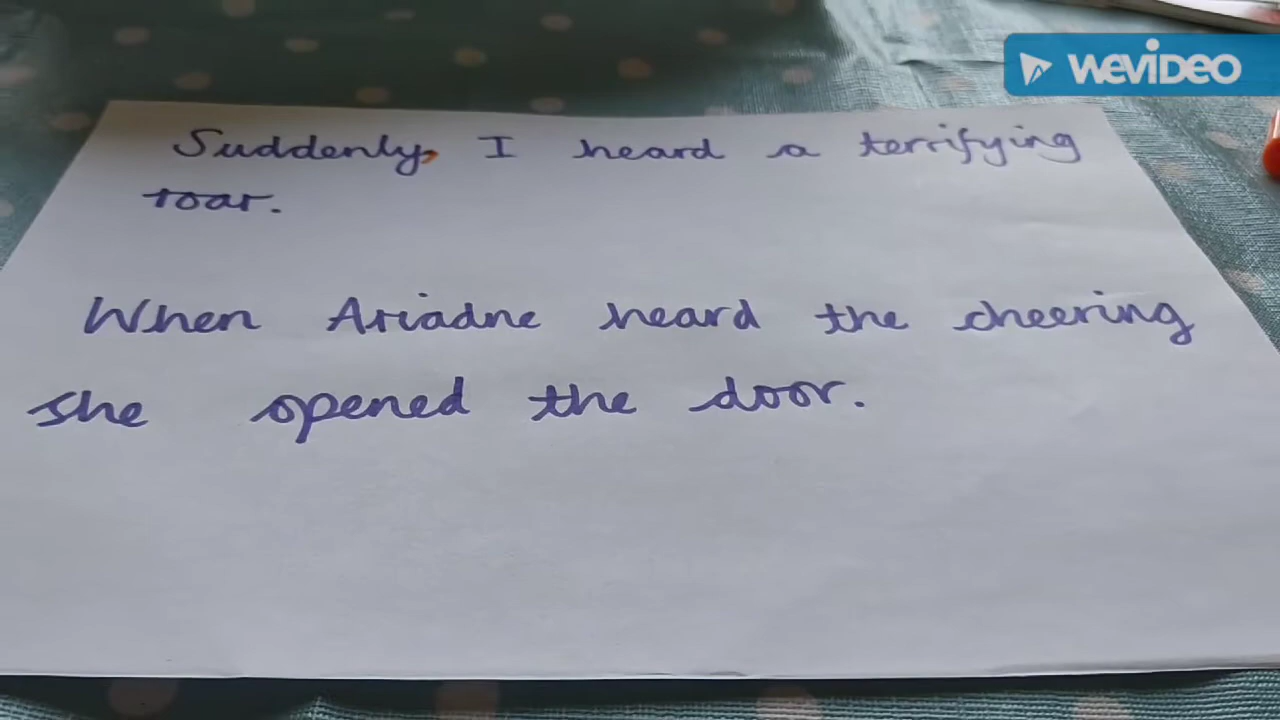 WEVIDEO
Suddenly, I heard a terrifying
roar.
When Ariadne heard the cheering
she opened the door.